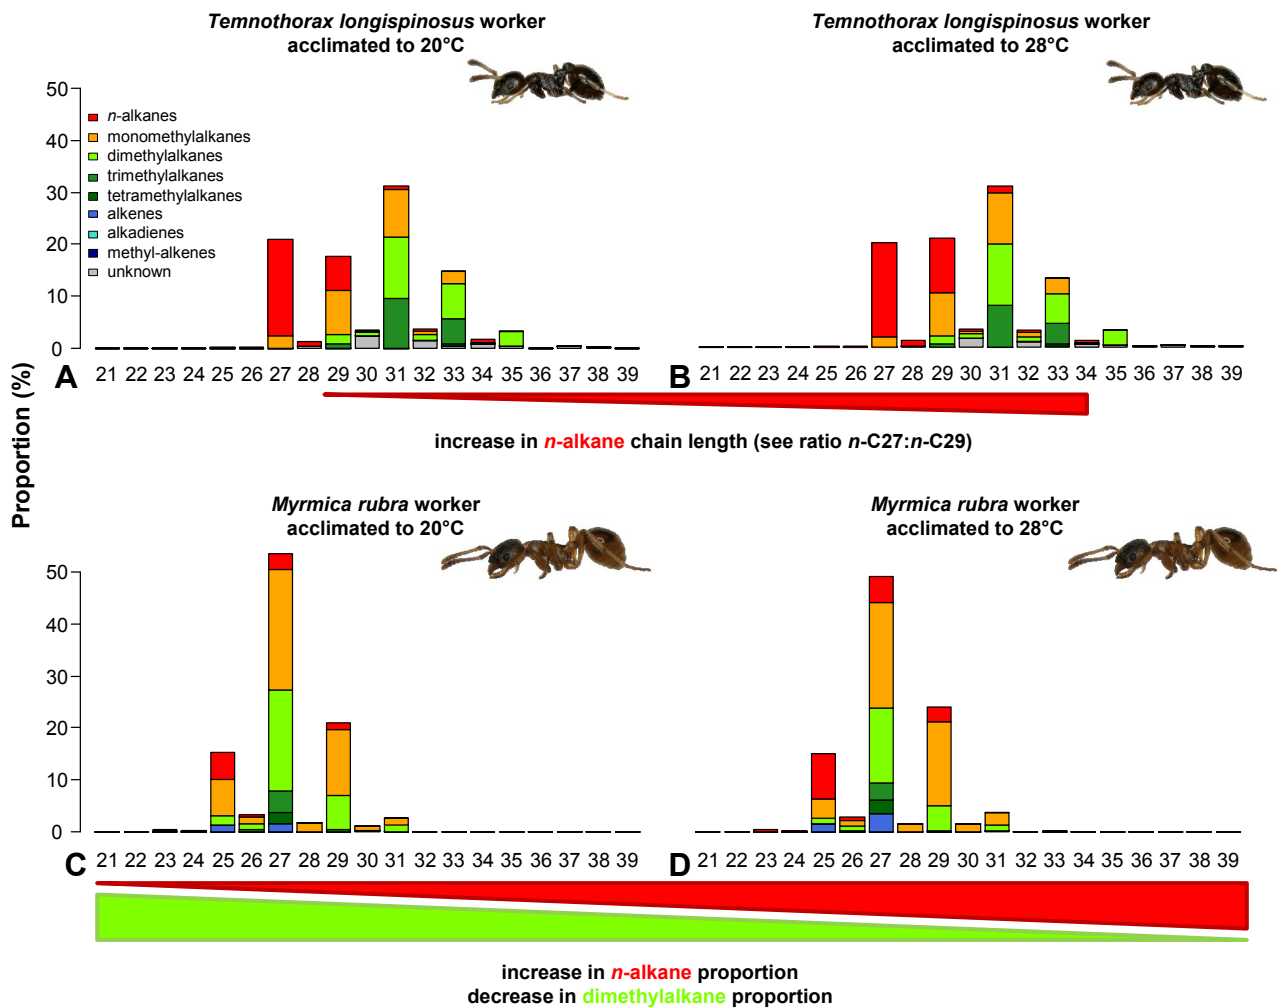 Temnothorax longispinosus worker
acclimated to 20°C
Temnothorax longispinosus worker
acclimated to 28°C
50
40
30
20
10
0
n-alkanes
monomethylalkanes
dimethylalkanes
trimethylalkanes
tetramethylalkanes
alkenes
alkadienes
methyl-alkenes
unknown
A 21 22 23 24 25 26 27 28 29 30 31 32 33 34 35 36 37 38 39
B 21 22 23 24 25 26 27 28 29 30 31 32 33 34 35 36 37 38 39
increase in n-alkane chain length (see ratio n-C27:n-C29)
Proportion (%)
Myrmica rubra worker
acclimated to 20°C
Myrmica rubra worker
acclimated to 28°C
50
40
30
20
10
0
C 21 22 23 24 25 26 27 28 29 30 31 32 33 34 35 36 37 38 39
D 21 22 23 24 25 26 27 28 29 30 31 32 33 34 35 36 37 38 39
increase in n-alkane proportion
decrease in dimethylalkane proportion